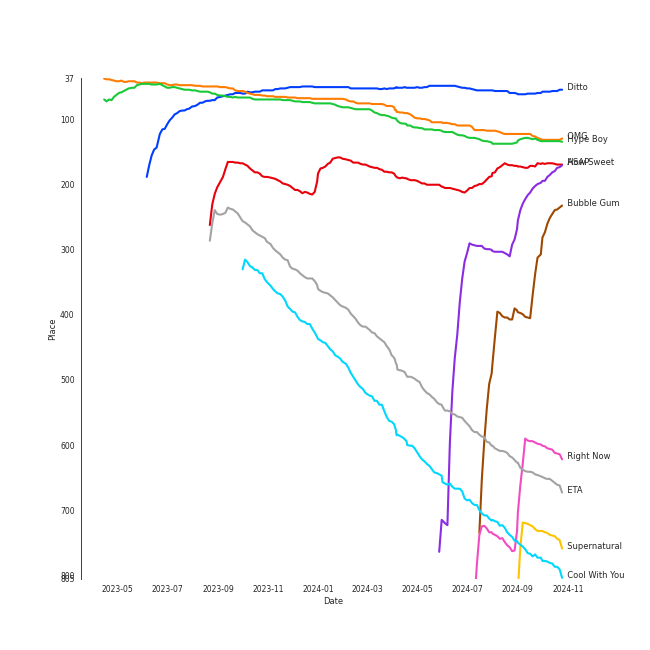 37
100
200
300
400
500
600
700
800
805
Place
Ditto
OMG
Hype Boy
ASAP
How Sweet
Bubble Gum
Right Now
ETA
Supernatural
Cool With You
2023-05
2023-07
2023-09
2023-11
2024-01
2024-03
2024-05
2024-07
2024-09
2024-11
Date